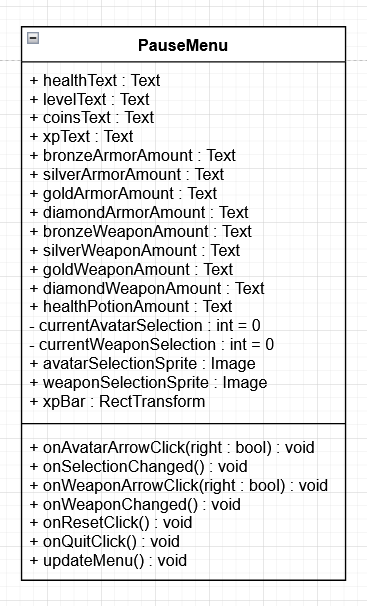 PauseMenu
+ healthText : Text
+ levelText : Text
+ coinsText : Text
+ xpText : Text
+ bronzeArmorAmount : Text
+ silverArmorAmount : Text
+ goldArmorAmount : Text
+ diamondArmorAmount : Text
+ bronzeWeaponAmount : Text
+ silverWeaponAmount : Text
+ goldWeaponAmount : Text
+ diamondWeaponAmount : Text
+ healthPotionAmount : Text
- currentAvatarSelection : int = 0
- currentWeaponSelection : int = 0
+ avatarSelectionSprite : Image
+ weaponSelectionSprite : Image
+ xpBar : RectTransform
+ onAvatarArrowClick(right : bool) : void
+ onSelectionChanged() : void
+ onWeaponArrowClick(right : bool) : void
+ onWeaponChanged() : void
+ onResetClick() : void
+ onQuitClick() : void
+ updateMenu() : void